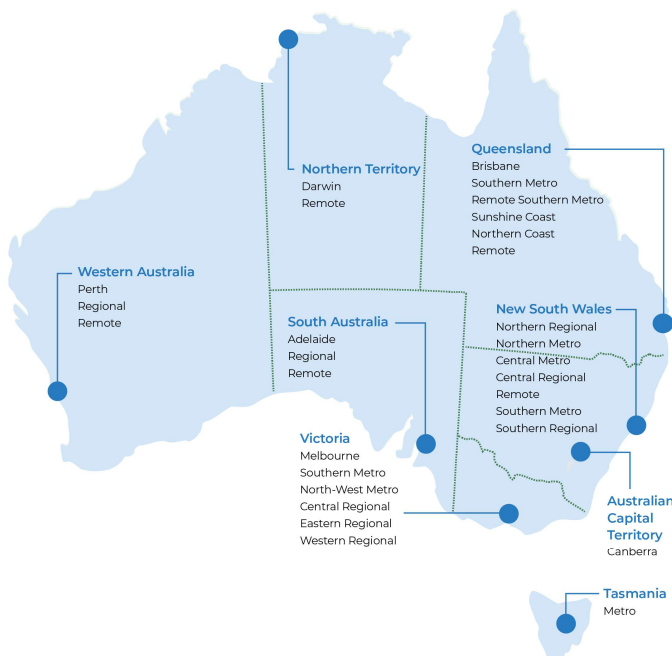 Northern Territory
Darwin
Remote
Queensland
Brisbane
Southern Metro
Remote Southern Metro
Sunshine Coast
Northern Coast
Remote
Western Australia
Perth
Regional
Remote
South Australia
Adelaide
Regional
Remote
New South Wales
Northern Regional
Northern Metro
Central Metro
Central Regional
Remote
Southern Metro
Southern Regional
Victoria
Melbourne
Southern Metro
North-West Metro
Central Regional
Eastern Regional
Western Regional
Australian
Capital
Territory
Canberra
Tasmania
Metro